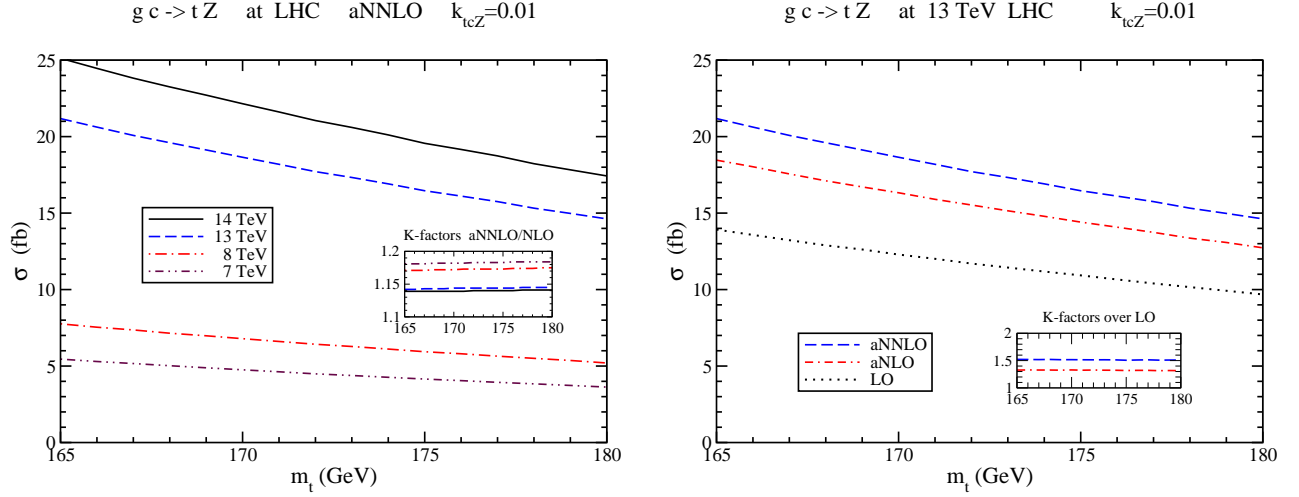 g c -> t Z at LHC aNNLO k_tcZ=0.01
25
20
15
10
5
0
σ (fb)
14 TeV
13 TeV
8 TeV
7 TeV
K-factors aNNLO/NLO
1.2
1.15
1.1
165 170 175 180
165 170 175 180
m_t (GeV)
g c -> t Z at 13 TeV LHC k_tcZ=0.01
25
20
15
10
5
0
σ (fb)
aNNLO
aNLO
LO
K-factors over LO
2
1.5
1
165 170 175 180
165 170 175 180
m_t (GeV)